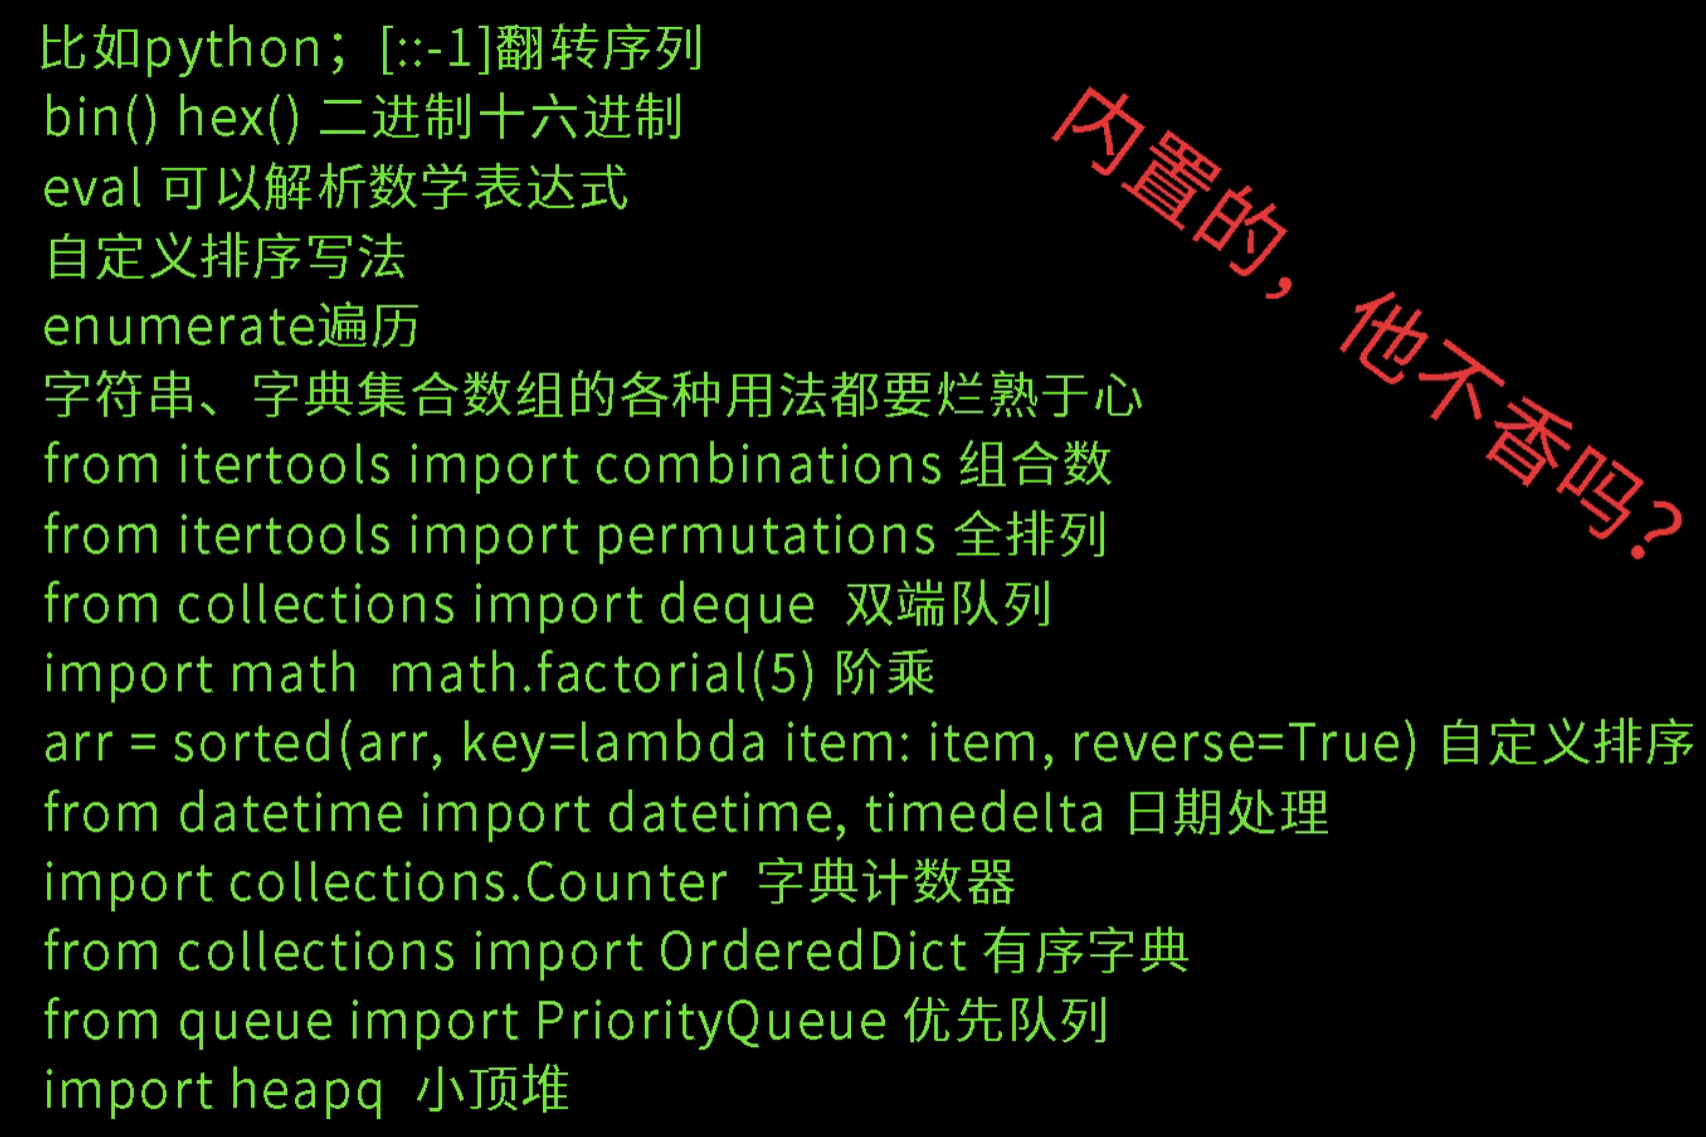 比如python；[::-1]翻转序列
bin() hex() 二进制十六进制
eval 可以解析数学表达式
自定义排序写法
enumerate遍历
字符串、字典集合数组的各种用法都要烂熟于心
from itertools import combinations 组合数
from itertools import permutations 全排列
from collections import deque 双端队列
import math math.factorial(5) 阶乘
arr = sorted(arr, key=lambda item: item, reverse=True) 自定义排序
from datetime import datetime, timedelta 日期处理
import collections.Counter 字典计数器
from collections import OrderedDict 有序字典
from queue import PriorityQueue 优先队列
import heapq 小顶堆
内置的，他不香吗?